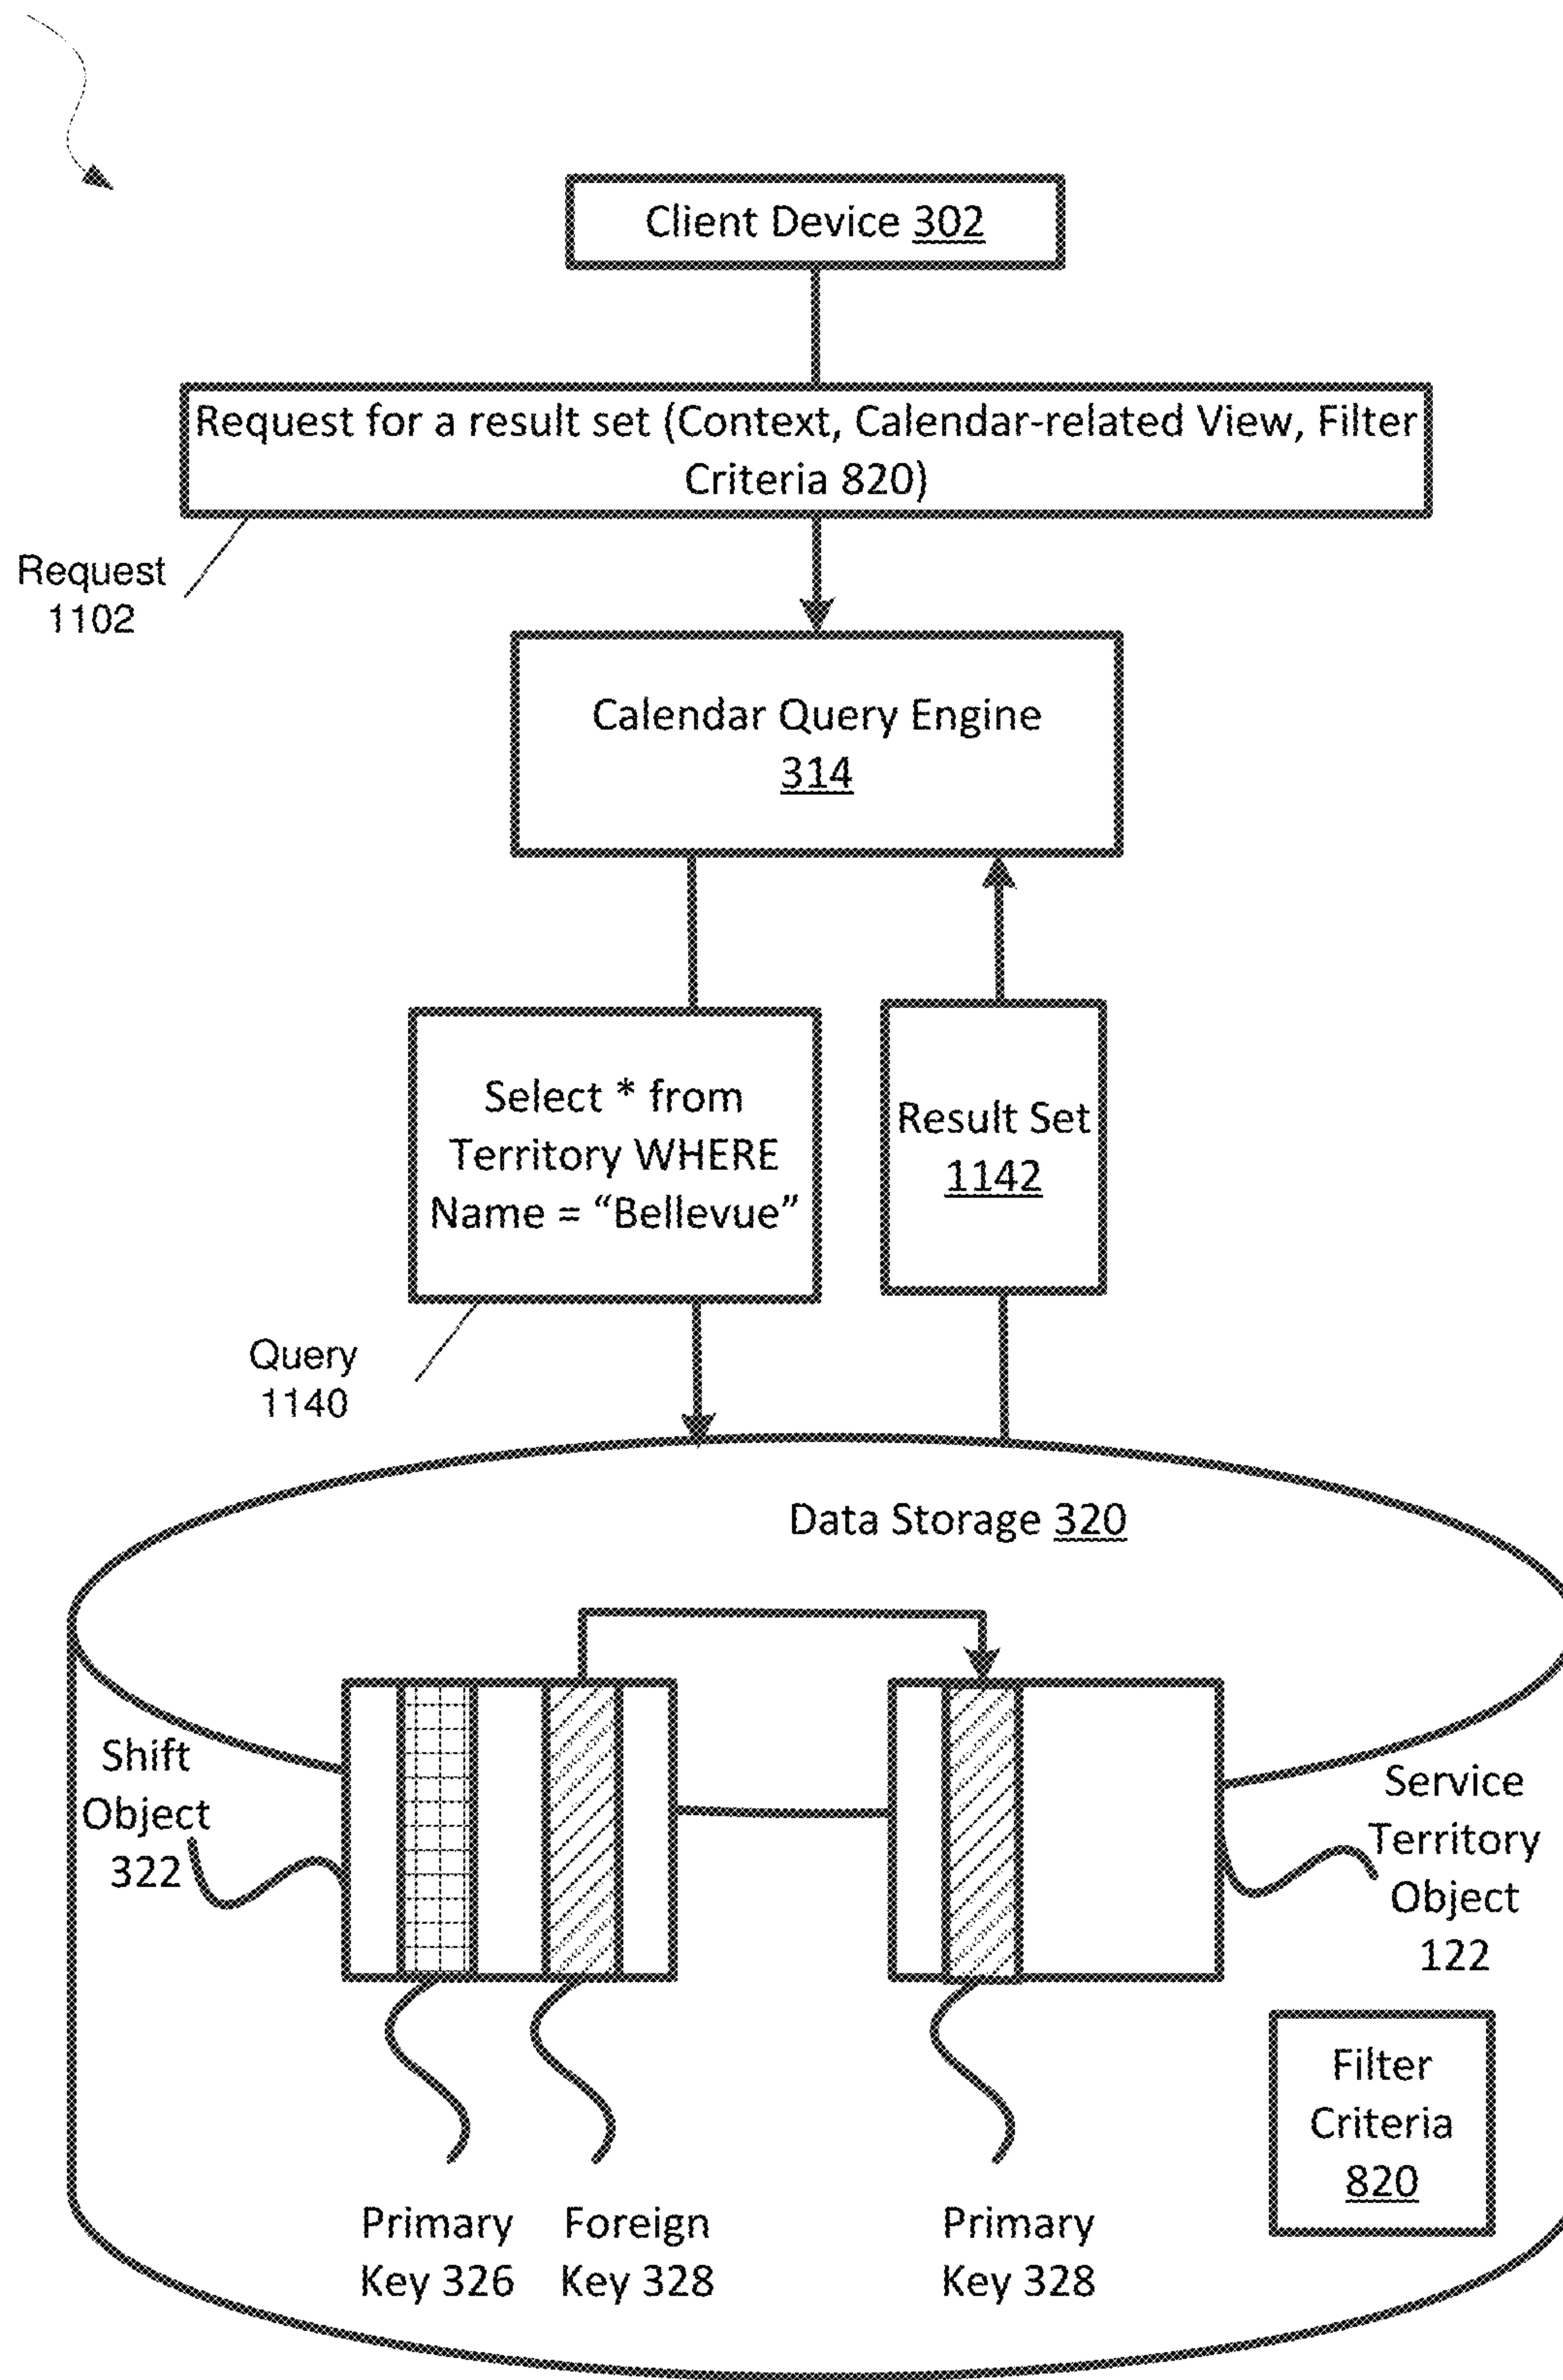 Client Device 302
Request for a result set (Context, Calendar-related View, Filter
Criteria 820)
Request
1102
Calendar Query Engine
314
Select * from
Territory WHERE
Name = “Bellevue”
Result Set
1142
Query
1140
Data Storage 320
Shift
Object
322
Service
Territory
Object
122
Filter
Criteria
820
Primary
Key 326
Foreign
Key 328
Primary
Key 328